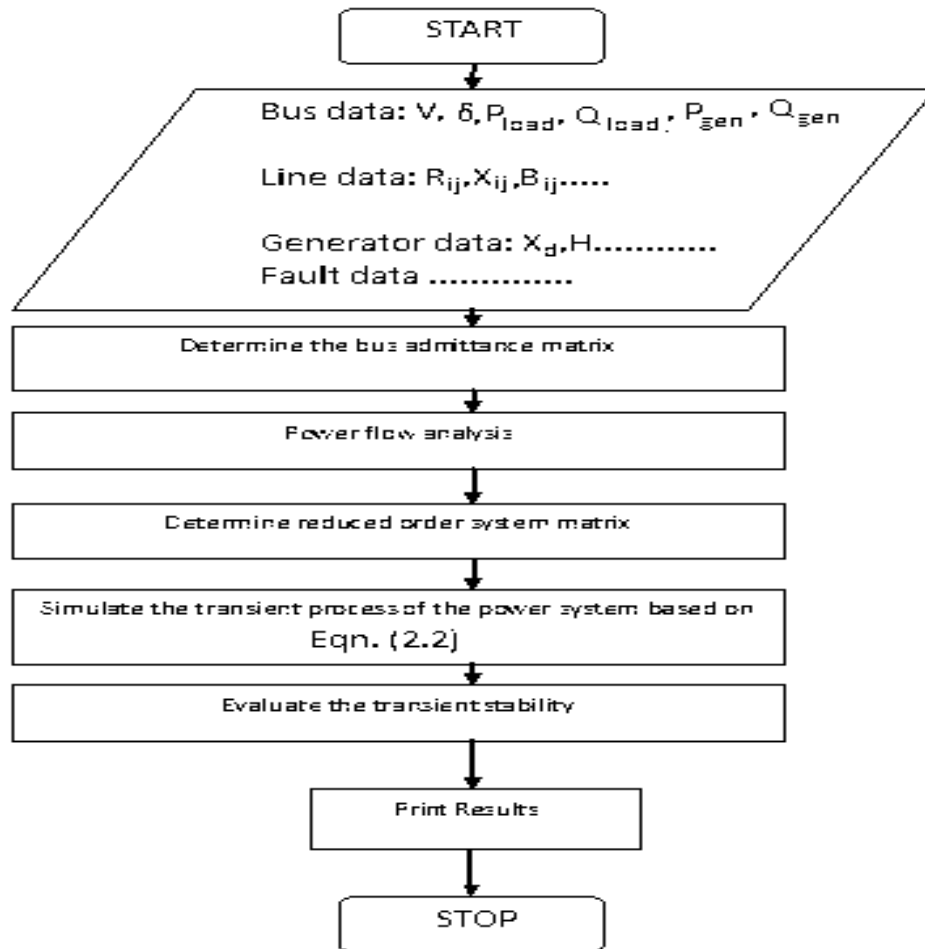 START
Bus data: V, δ, P_load, Q_load, P_gen, Q_gen
Line data: R_ij, X_ij, B_ij.....
Generator data: X_d, H............
Fault data ..............
Determine the bus admittance matrix
Power flow analysis
Determine reduced order system matrix
Simulate the transient process of the power system based on
Eqn. (2.2)
Evaluate the transient stability
Print Results
STOP